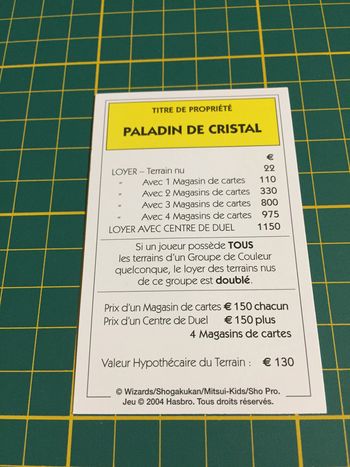 TITRE DE PROPRIÉTÉ
PALADIN DE CRISTAL
€
LOYER – Terrain nu 22
" Avec 1 Magasin de cartes 110
" Avec 2 Magasins de cartes 330
" Avec 3 Magasins de cartes 800
" Avec 4 Magasins de cartes 975
LOYER AVEC CENTRE DE DUEL 1150
Si un joueur possède TOUS
les terrains d'un Groupe de Couleur
quelconque, le loyer des terrains nus
de ce groupe est doublé.
Prix d'un Magasin de cartes € 150 chacun
Prix d'un Centre de Duel € 150 plus
4 Magasins de cartes
Valeur Hypothécaire du Terrain : € 130
© Wizards/Shogakukan/Mitsui-Kids/Sho Pro.
Jeu © 2004 Hasbro. Tous droits réservés.